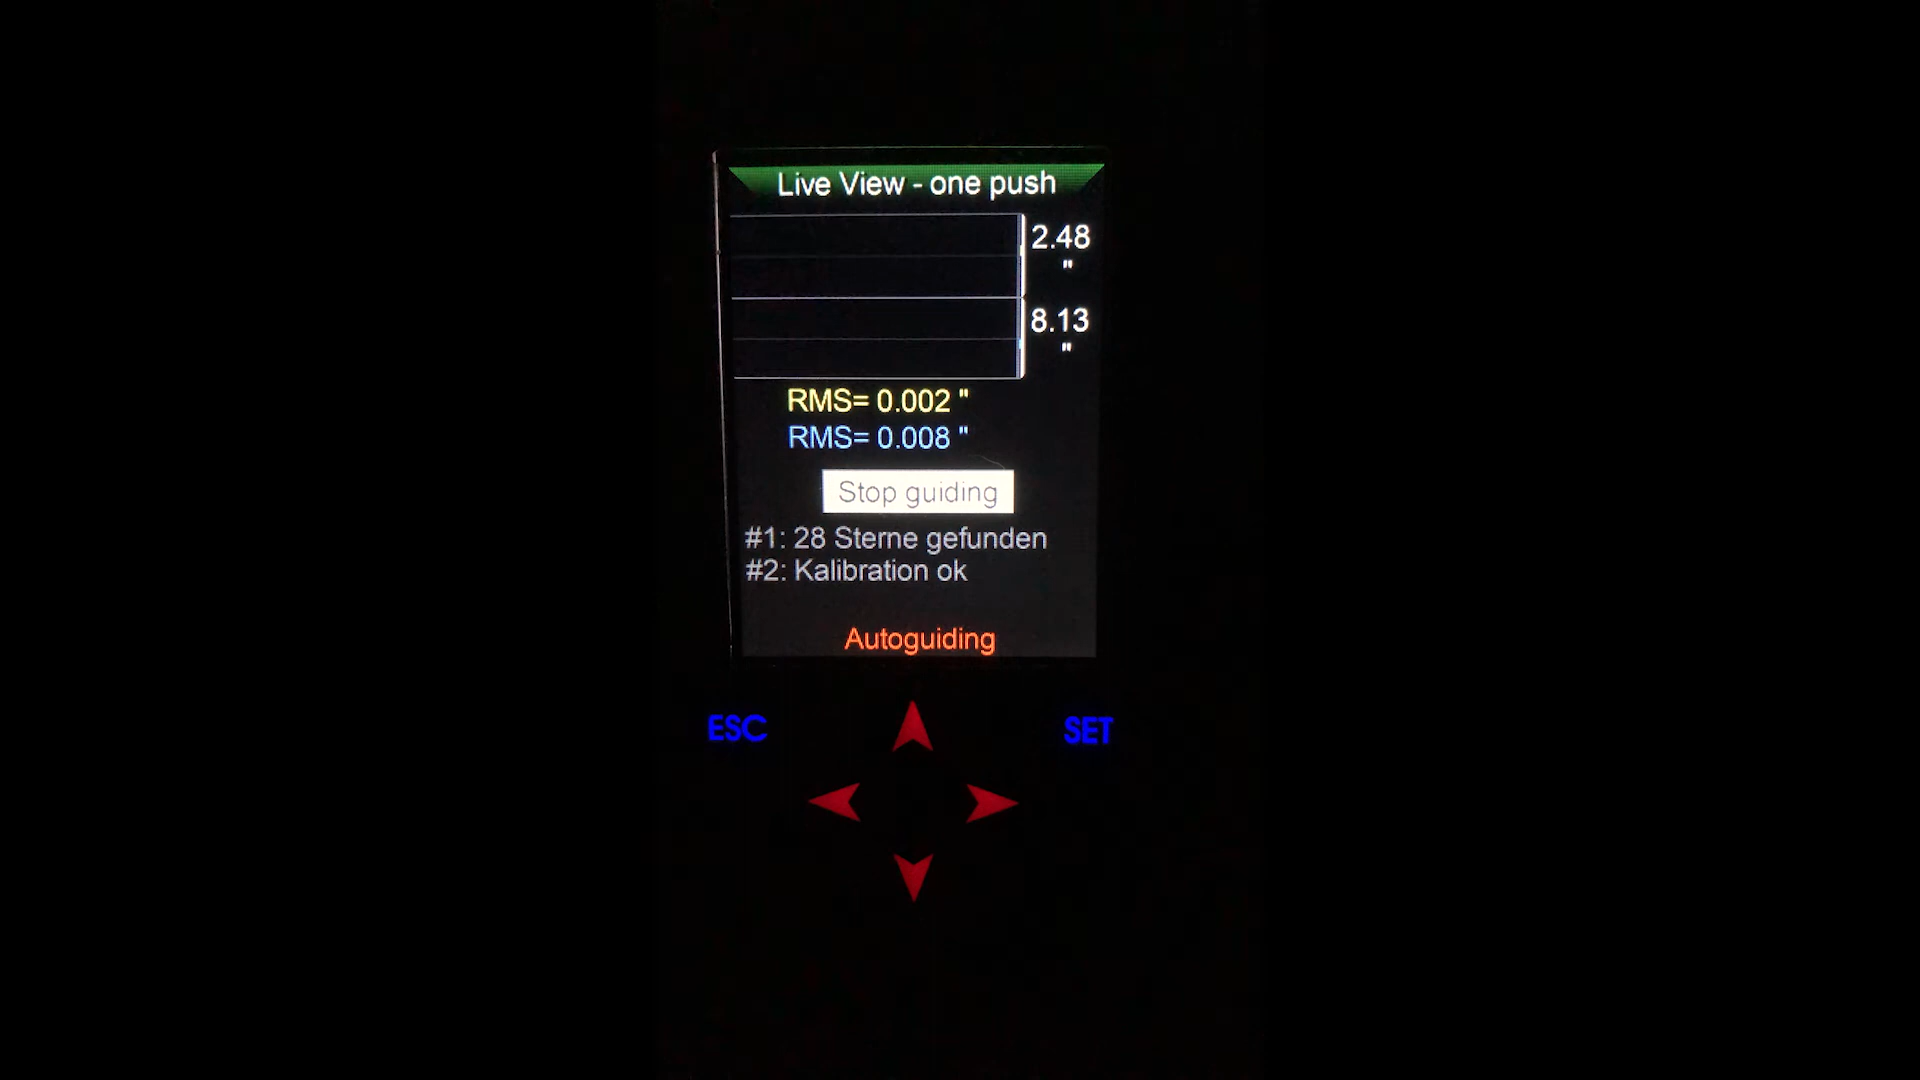 Live View - one push
2.48
"
8.13
"
RMS= 0.002 "
RMS= 0.008 "
Stop guiding
#1: 28 Sterne gefunden
#2: Kalibration ok
Autoguiding
ESC
SET